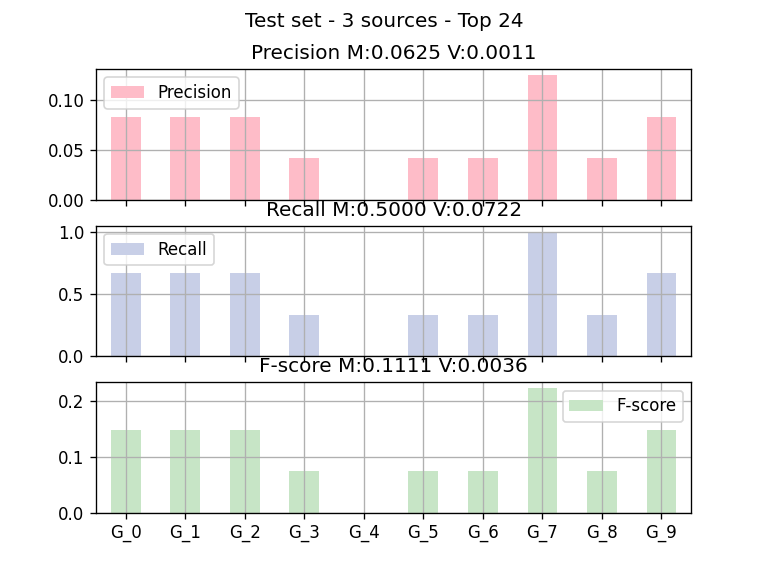 Test set - 3 sources - Top 24
Precision M:0.0625 V:0.0011
0.10
0.05
0.00
Precision
Recall M:0.5000 V:0.0722
1.0
0.5
0.0
Recall
F-score M:0.1111 V:0.0036
0.2
0.1
0.0
F-score
G_0 G_1 G_2 G_3 G_4 G_5 G_6 G_7 G_8 G_9